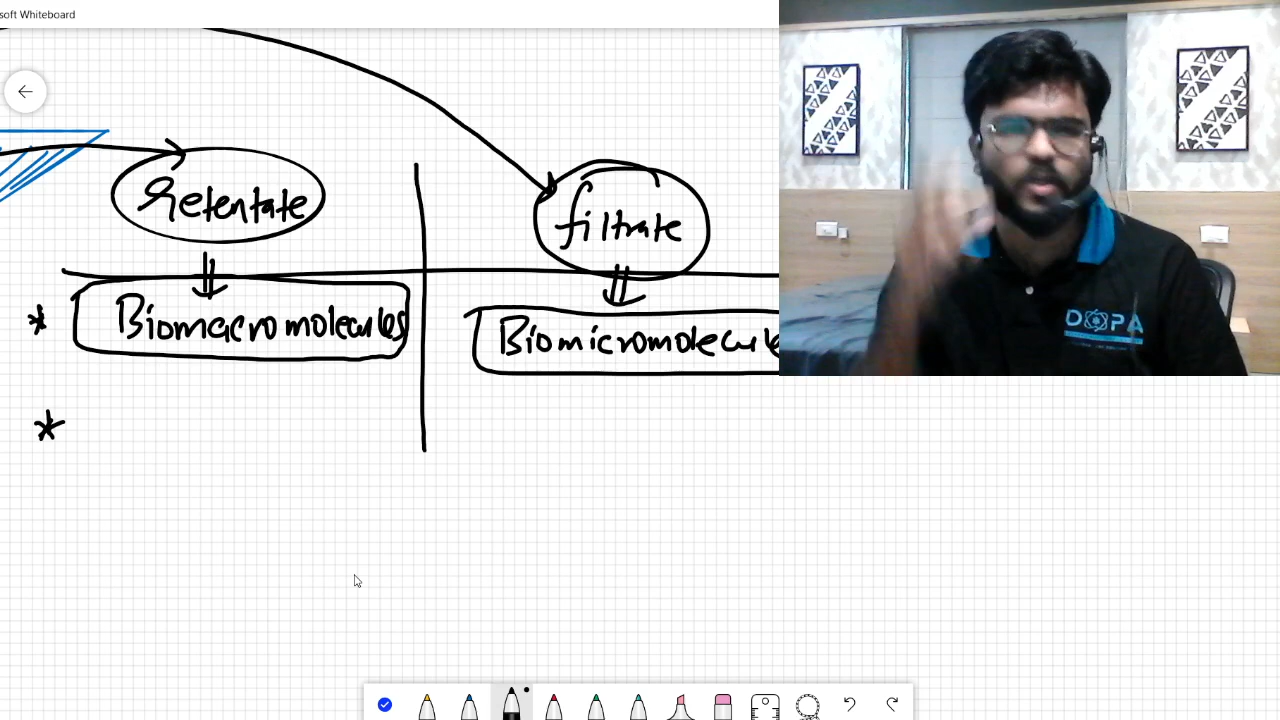 soft Whiteboard
Retentate
filtrate
* Biomacromolecules
Biomicromolecule
*
DOPA